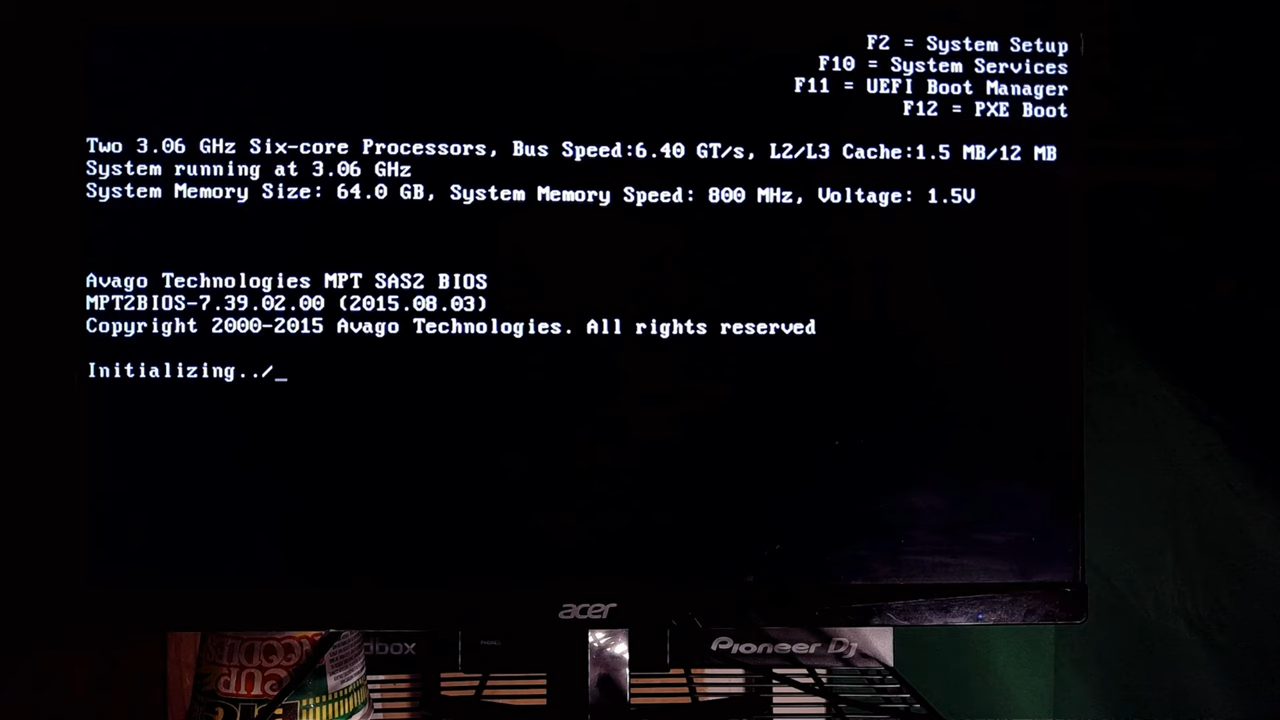 F2 = System Setup
F10 = System Services
F11 = UEFI Boot Manager
F12 = PXE Boot
Two 3.06 GHz Six-core Processors, Bus Speed:6.40 GT/s, L2/L3 Cache:1.5 MB/12 MB
System running at 3.06 GHz
System Memory Size: 64.0 GB, System Memory Speed: 800 MHz, Voltage: 1.5V
Avago Technologies MPT SAS2 BIOS
MPT2BIOS-7.39.02.00 (2015.08.03)
Copyright 2000-2015 Avago Technologies. All rights reserved
Initializing../_
acer
dbox
Pioneer Dj
CUP
NOODLES